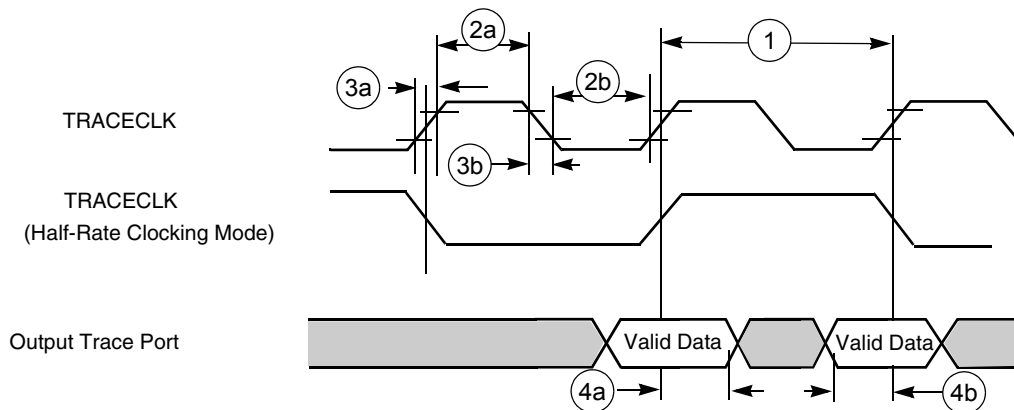 2a
1
3a
2b
TRACECLK
3b
TRACECLK
(Half-Rate Clocking Mode)
Output Trace Port
Valid Data
Valid Data
4a
4b